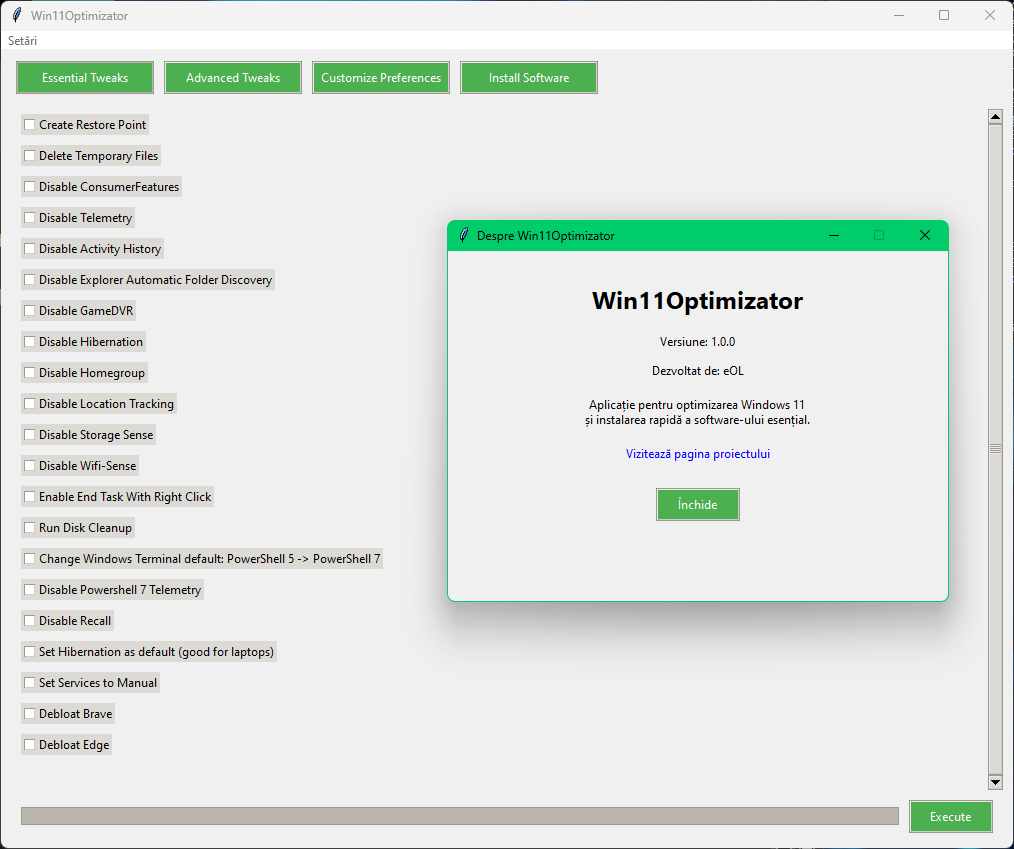 Win11Optimizator
Setări
Essential Tweaks
Advanced Tweaks
Customize Preferences
Install Software
Create Restore Point
Delete Temporary Files
Disable ConsumerFeatures
Disable Telemetry
Disable Activity History
Disable Explorer Automatic Folder Discovery
Disable GameDVR
Disable Hibernation
Disable Homegroup
Disable Location Tracking
Disable Storage Sense
Disable Wifi-Sense
Enable End Task With Right Click
Run Disk Cleanup
Change Windows Terminal default: PowerShell 5 -> PowerShell 7
Disable Powershell 7 Telemetry
Disable Recall
Set Hibernation as default (good for laptops)
Set Services to Manual
Debloat Brave
Debloat Edge
Despre Win11Optimizator
Win11Optimizator
Versiune: 1.0.0
Dezvoltat de: eOL
Aplicație pentru optimizarea Windows 11
și instalarea rapidă a software-ului esențial.
Vizitează pagina proiectului
Închide
Execute